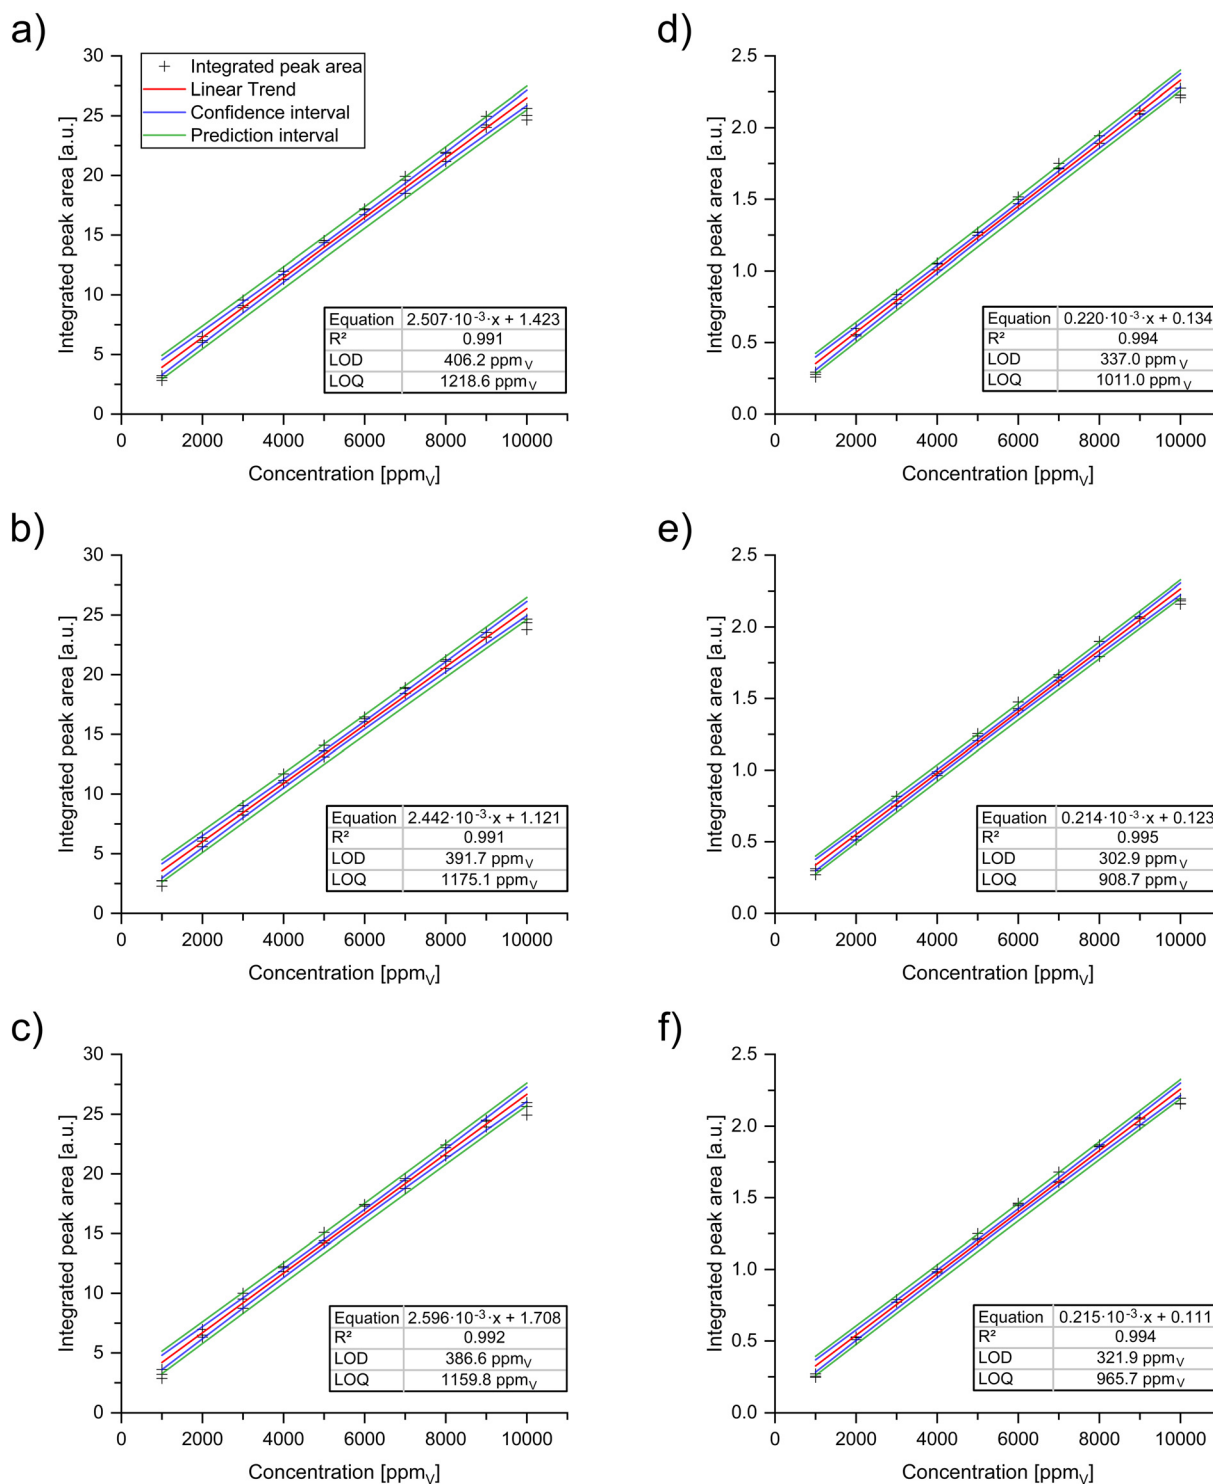 a)
30
25
20
15
10
5
0
Integrated peak area [a.u.]
Integrated peak area
Linear Trend
Confidence interval
Prediction interval
Equation 2.507·10⁻³·x + 1.423
R² 0.991
LOD 406.2 ppmV
LOQ 1218.6 ppmV
0 2000 4000 6000 8000 10000
Concentration [ppmV]
d)
2.5
2.0
1.5
1.0
0.5
0.0
Integrated peak area [a.u.]
Equation 0.220·10⁻³·x + 0.134
R² 0.994
LOD 337.0 ppmV
LOQ 1011.0 ppmV
0 2000 4000 6000 8000 10000
Concentration [ppmV]
b)
30
25
20
15
10
5
0
Integrated peak area [a.u.]
Equation 2.442·10⁻³·x + 1.121
R² 0.991
LOD 391.7 ppmV
LOQ 1175.1 ppmV
0 2000 4000 6000 8000 10000
Concentration [ppmV]
e)
2.5
2.0
1.5
1.0
0.5
0.0
Integrated peak area [a.u.]
Equation 0.214·10⁻³·x + 0.123
R² 0.995
LOD 302.9 ppmV
LOQ 908.7 ppmV
0 2000 4000 6000 8000 10000
Concentration [ppmV]
c)
30
25
20
15
10
5
0
Integrated peak area [a.u.]
Equation 2.596·10⁻³·x + 1.708
R² 0.992
LOD 386.6 ppmV
LOQ 1159.8 ppmV
0 2000 4000 6000 8000 10000
Concentration [ppmV]
f)
2.5
2.0
1.5
1.0
0.5
0.0
Integrated peak area [a.u.]
Equation 0.215·10⁻³·x + 0.111
R² 0.994
LOD 321.9 ppmV
LOQ 965.7 ppmV
0 2000 4000 6000 8000 10000
Concentration [ppmV]